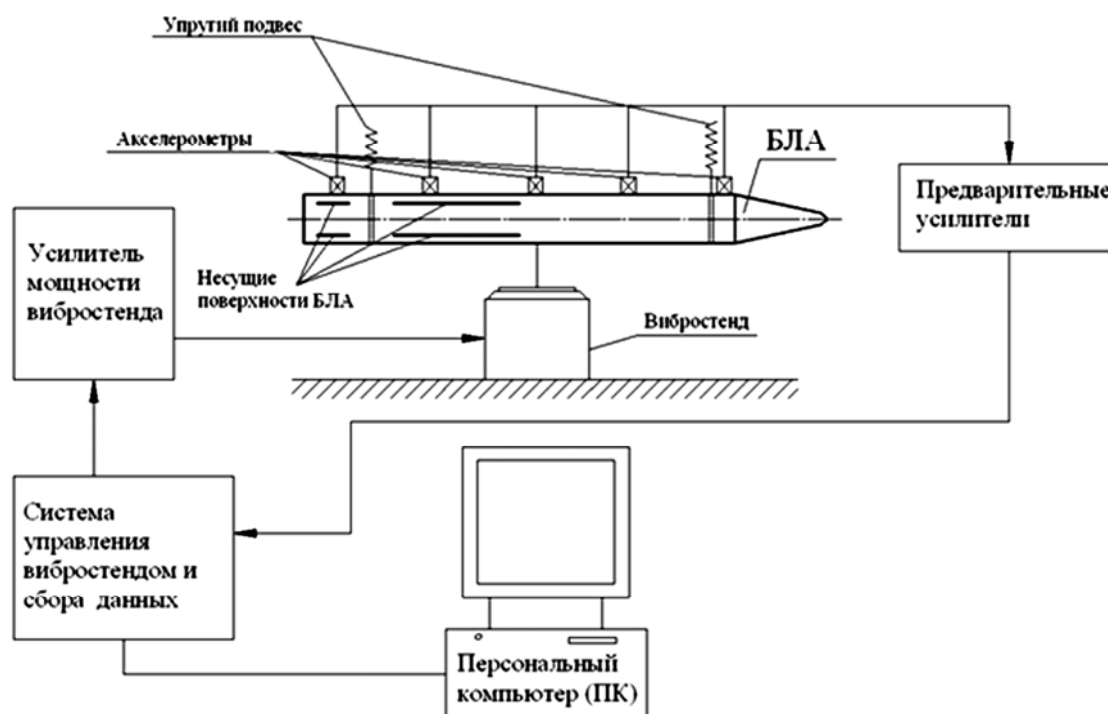 Упругий подвес
Акселерометры
БЛА
Предварительные
усилители
Усилитель
мощности
вибростенда
Несущие
поверхности БЛА
Вибростенд
Система
управления
вибростендом и
сбора данных
Персональный
компьютер (ПК)